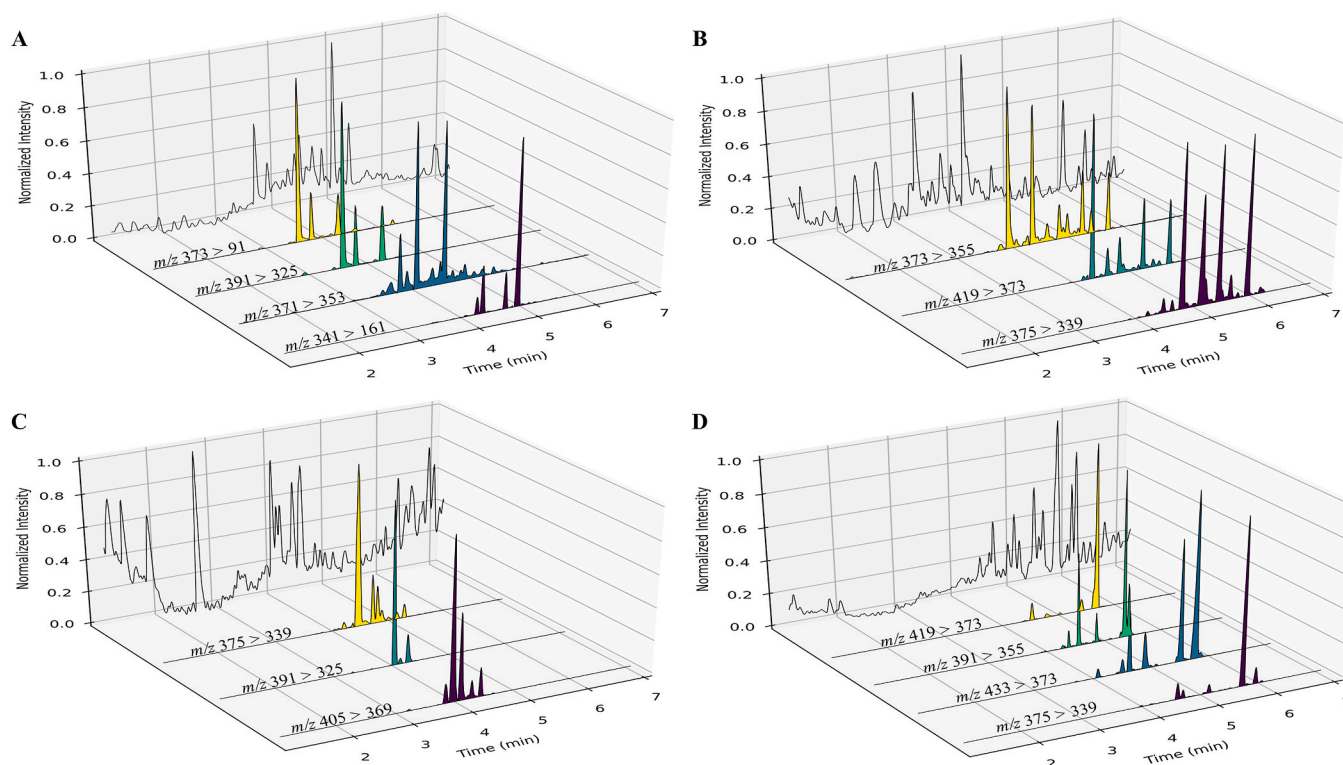 A
Normalized Intensity
1.0
0.8
0.6
0.4
0.2
0.0
m/z 373 > 91
m/z 391 > 325
m/z 371 > 353
m/z 341 > 161
2
3
4
5
6
7
Time (min)
B
Normalized Intensity
1.0
0.8
0.6
0.4
0.2
0.0
m/z 373 > 355
m/z 419 > 373
m/z 375 > 339
2
3
4
5
6
7
Time (min)
C
Normalized Intensity
1.0
0.8
0.6
0.4
0.2
0.0
m/z 375 > 339
m/z 391 > 325
m/z 405 > 369
2
3
4
5
6
7
Time (min)
D
Normalized Intensity
1.0
0.8
0.6
0.4
0.2
0.0
m/z 419 > 373
m/z 391 > 355
m/z 433 > 373
m/z 375 > 339
2
3
4
5
6
Time (min)